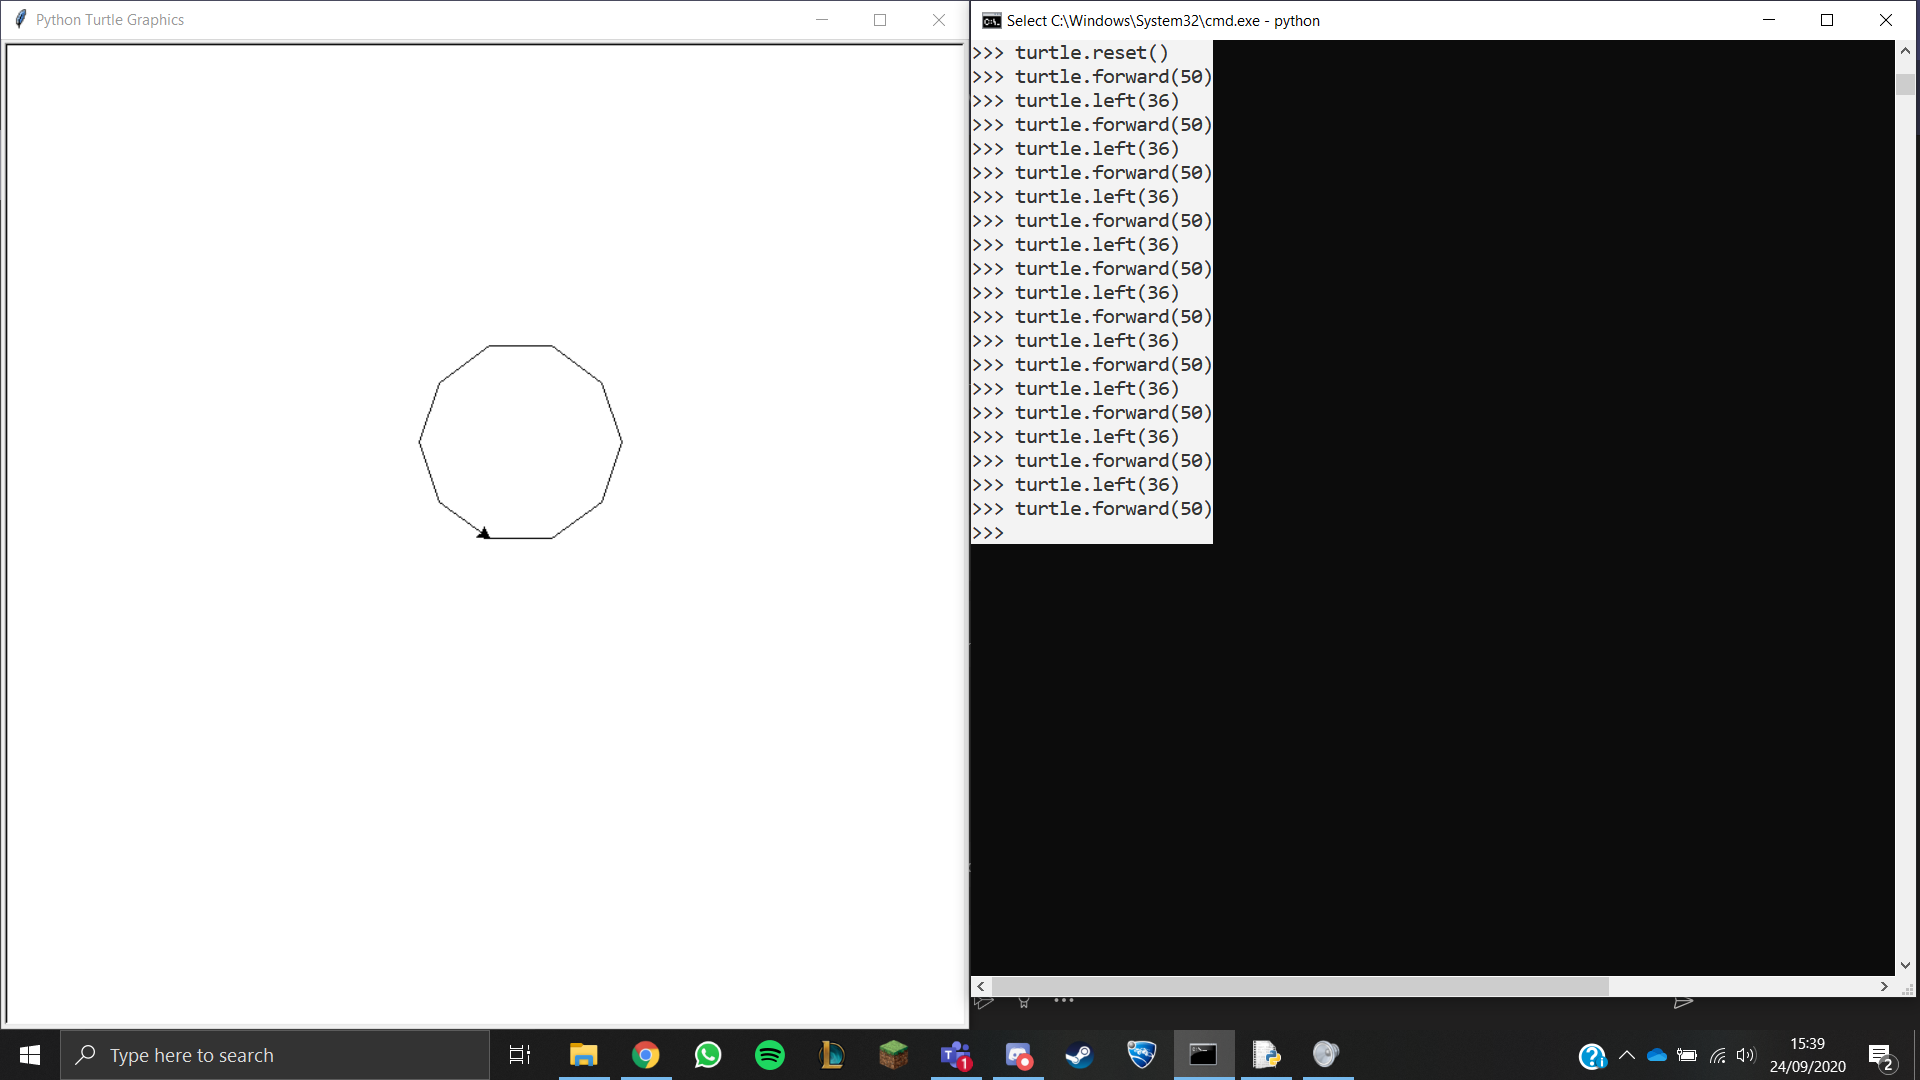 Python Turtle Graphics
Select C:\Windows\System32\cmd.exe - python
>>> turtle.reset()
>>> turtle.forward(50)
>>> turtle.left(36)
>>> turtle.forward(50)
>>> turtle.left(36)
>>> turtle.forward(50)
>>> turtle.left(36)
>>> turtle.forward(50)
>>> turtle.left(36)
>>> turtle.forward(50)
>>> turtle.left(36)
>>> turtle.forward(50)
>>> turtle.left(36)
>>> turtle.forward(50)
>>> turtle.left(36)
>>> turtle.forward(50)
>>> turtle.left(36)
>>> turtle.forward(50)
>>> turtle.left(36)
>>> turtle.forward(50)
>>>
Type here to search
1
15:39
24/09/2020
2